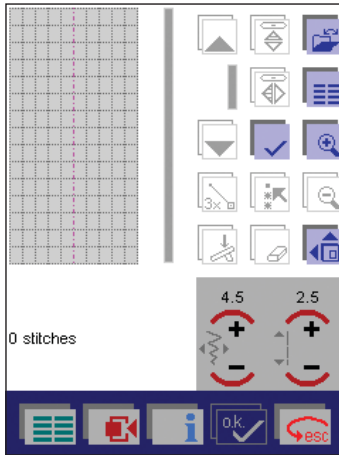 3x
4.5 2.5
+ +
0 stitches
− −
i o.k. esc